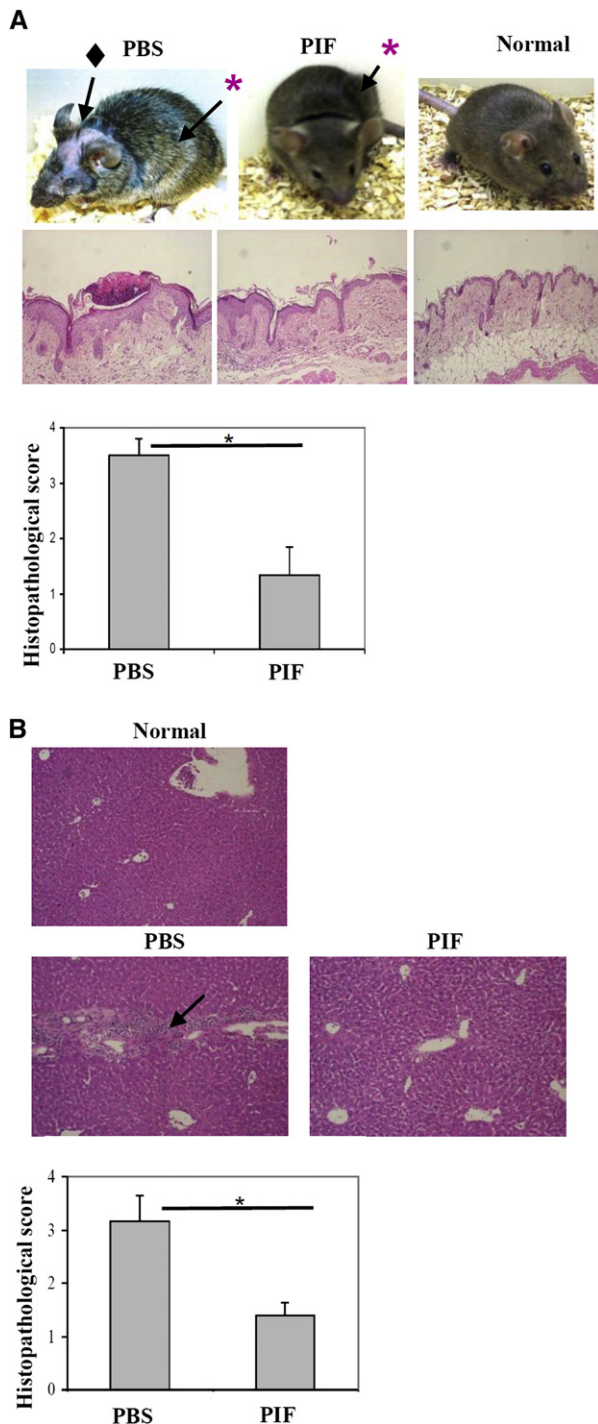 A
PBS PIF Normal
♦ * *
Histopathological score
4
3
2
1
0
*
PBS PIF
B
Normal
PBS PIF
Histopathological score
4
3
2
1
0
*
PBS PIF